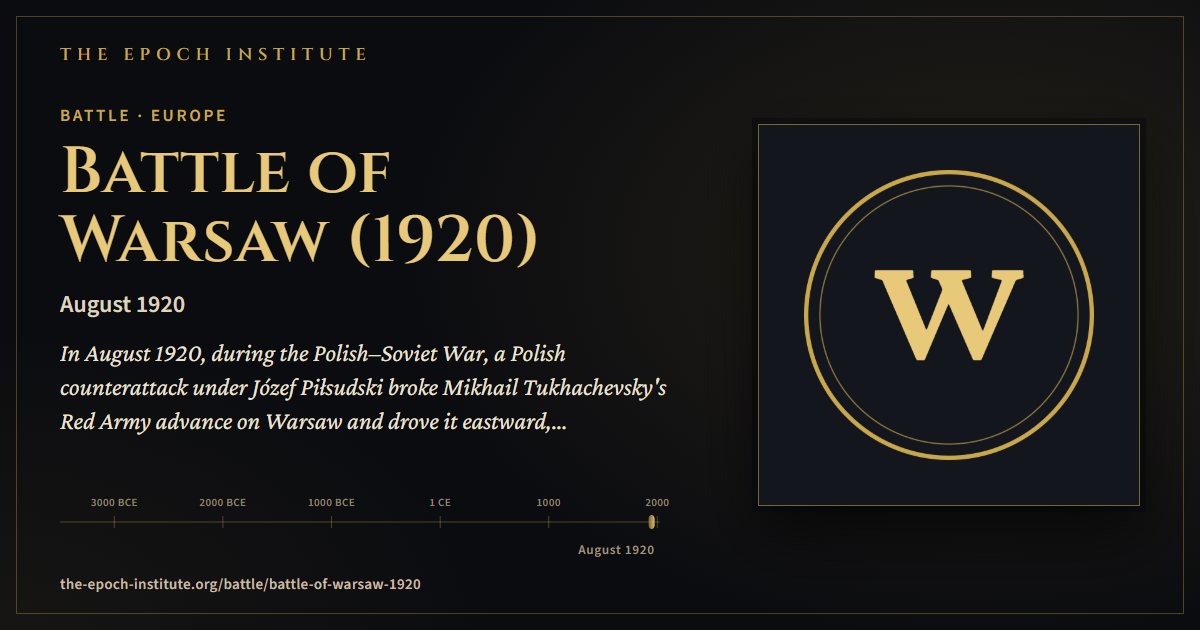 THE EPOCH INSTITUTE
BATTLE · EUROPE
BATTLE OF
WARSAW (1920)
August 1920
In August 1920, during the Polish–Soviet War, a Polish
counterattack under Józef Piłsudski broke Mikhail Tukhachevsky's
Red Army advance on Warsaw and drove it eastward,...
W
3000 BCE 2000 BCE 1000 BCE 1 CE 1000 2000
August 1920
the-epoch-institute.org/battle/battle-of-warsaw-1920